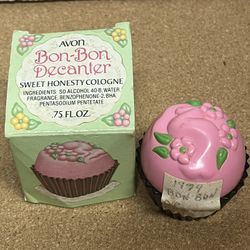 AVON
Bon-Bon
Decanter
SWEET HONESTY COLOGNE
INGREDIENTS: SD ALCOHOL 40-B, WATER,
FRAGRANCE, BENZOPHENONE-2, BHA,
PENTASODIUM PENTETATE
.75 FL.OZ.
1979
BON BON